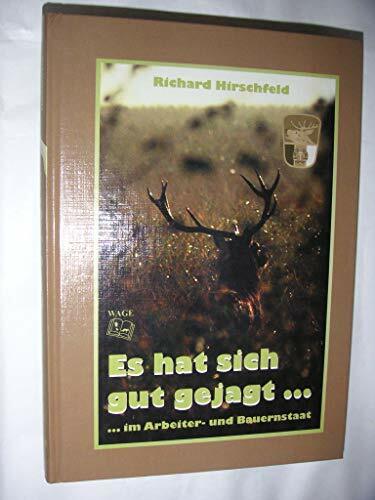 Richard Hirschfeld
WAGE
Es hat sich
gut gejagt ...
... im Arbeiter- und Bauernstaat